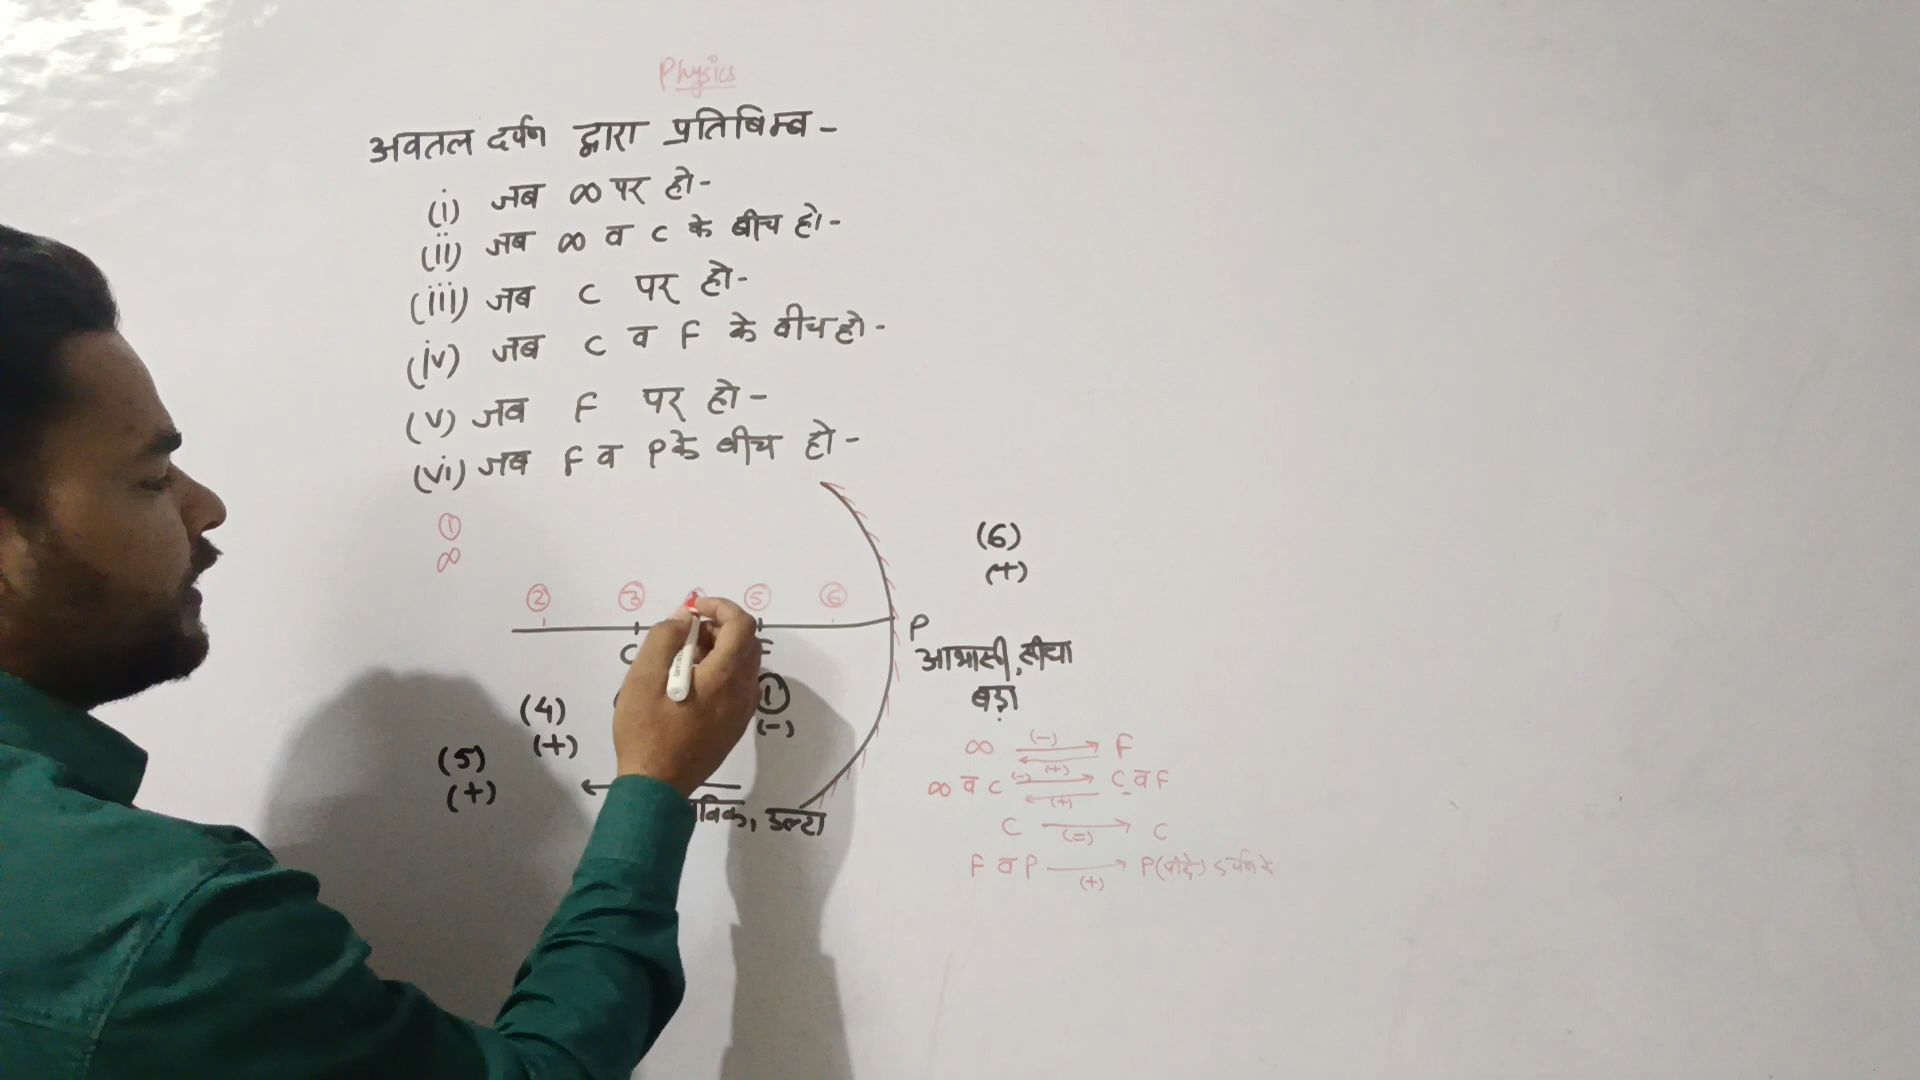 Physics
अवतल दर्पण द्वारा प्रतिबिम्ब -
(i) जब ∞ पर हो -
(ii) जब ∞ व C के बीच हो -
(iii) जब C पर हो -
(iv) जब C व F के बीच हो -
(v) जब F पर हो -
(vi) जब F व P के बीच हो -
① 
∞
② ③ ⑤ ⑥
P
C F
(6)
(+)
आभासी, सीधा
बड़ा
① 
(-)
(4)
(+)
(5)
(+)
उल्टा
∞ (-) F
(+)
∞ व C (-) C व F
(+)
C (=) C
F व P (+) P